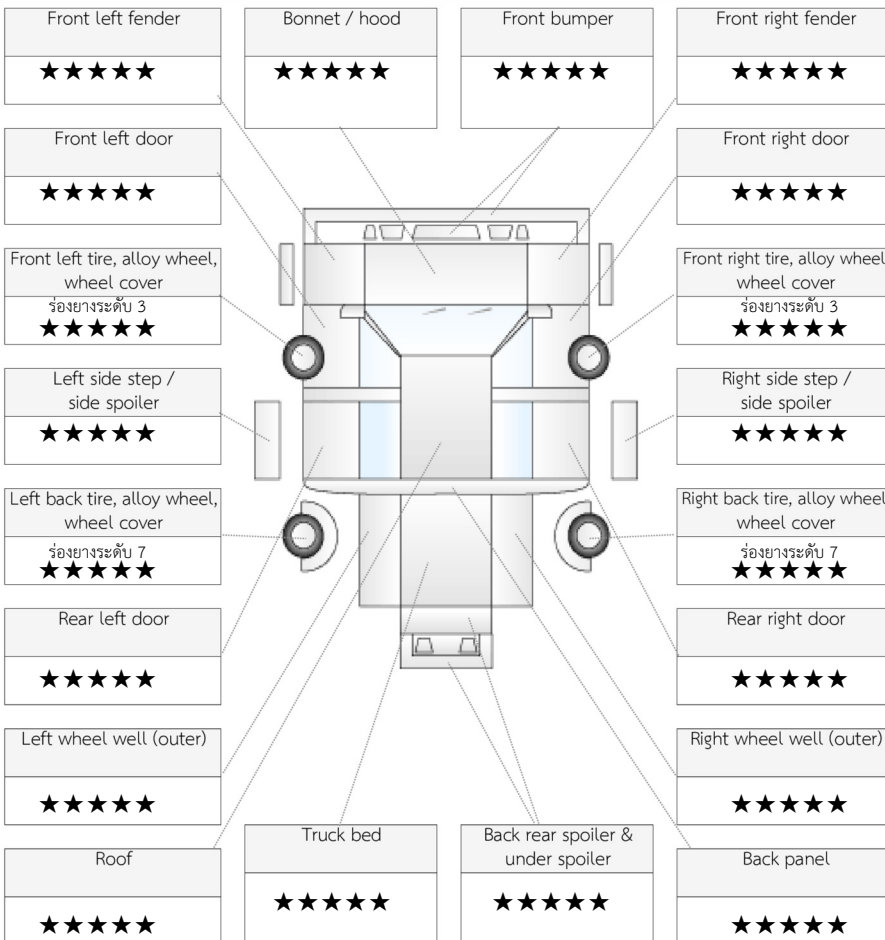 Front left fender
★★★★★
Bonnet / hood
★★★★★
Front bumper
★★★★★
Front right fender
★★★★★
Front left door
★★★★★
Front right door
★★★★★
Front left tire, alloy wheel,
wheel cover
ร่องยางระดับ 3
★★★★★
Front right tire, alloy wheel
wheel cover
ร่องยางระดับ 3
★★★★★
Left side step /
side spoiler
★★★★★
Right side step /
side spoiler
★★★★★
Left back tire, alloy wheel,
wheel cover
ร่องยางระดับ 7
★★★★★
Right back tire, alloy wheel
wheel cover
ร่องยางระดับ 7
★★★★★
Rear left door
★★★★★
Rear right door
★★★★★
Left wheel well (outer)
★★★★★
Right wheel well (outer)
★★★★★
Roof
★★★★★
Truck bed
★★★★★
Back rear spoiler &
under spoiler
★★★★★
Back panel
★★★★★